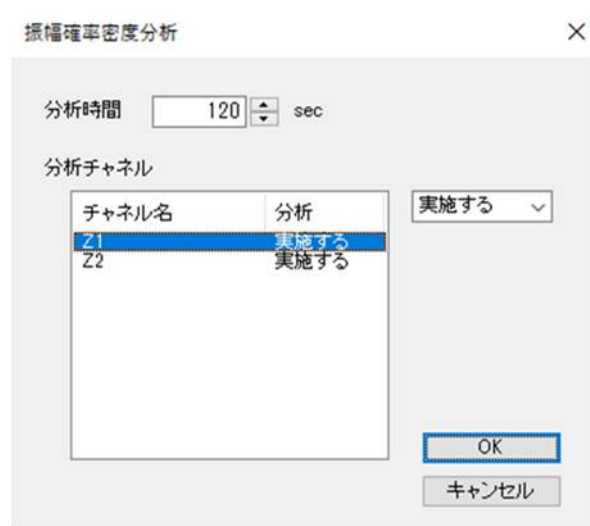 振幅確率密度分析
分析時間 120 sec
分析チャネル
チャネル名 分析 実施する
Z1 実施する
Z2 実施する
OK
キャンセル